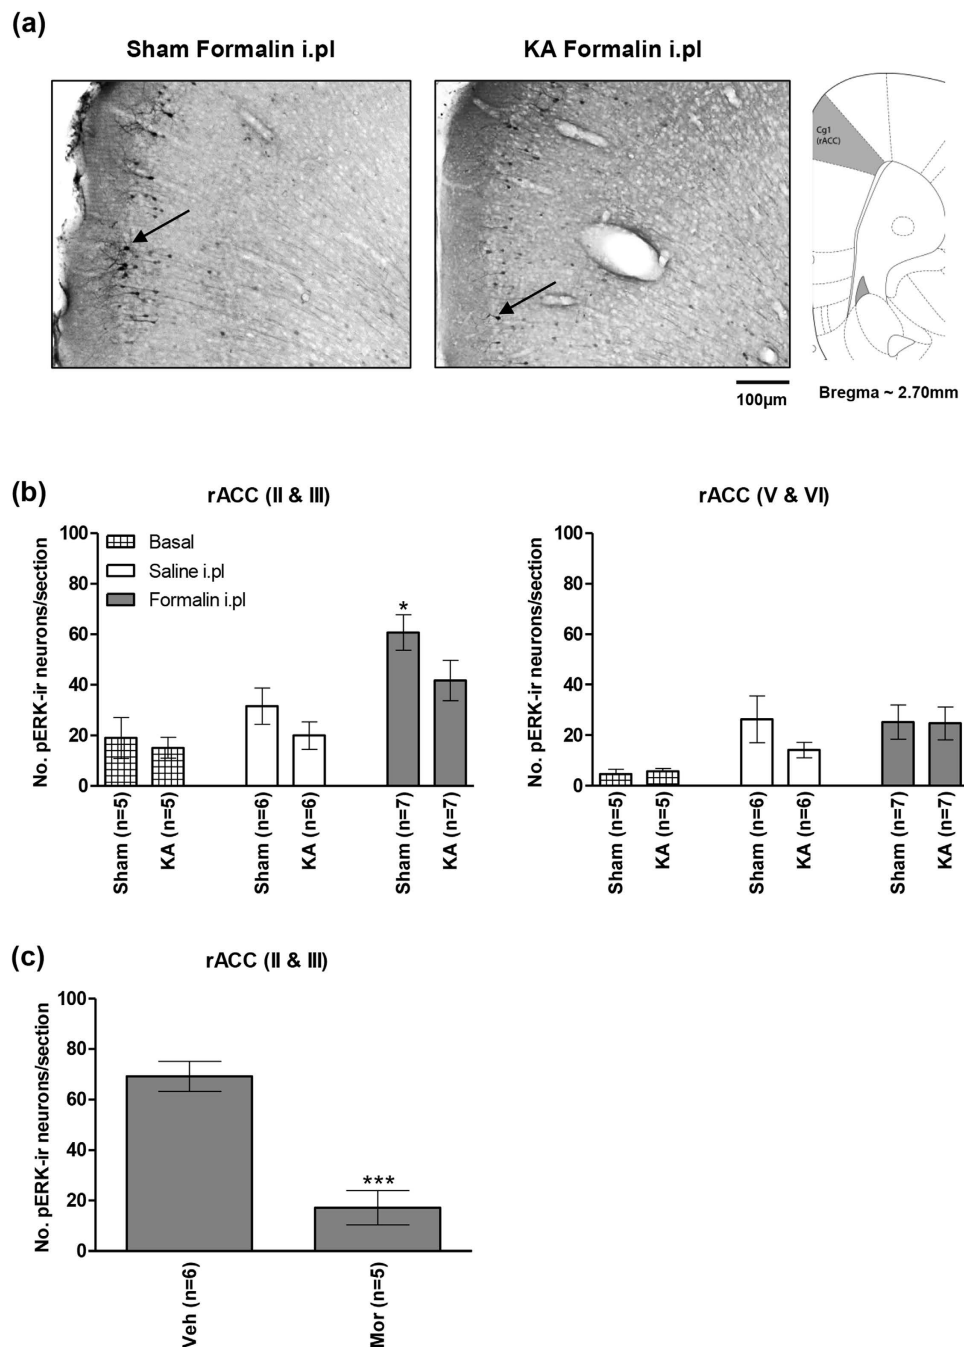 (a)
Sham Formalin i.pl
KA Formalin i.pl
Cg1
(rACC)
100µm
Bregma ~ 2.70mm
(b)
rACC (II & III)
No. pERK-ir neurons/section
100
80
60
40
20
0
Basal
Saline i.pl
Formalin i.pl
*
Sham (n=5)
KA (n=5)
Sham (n=6)
KA (n=6)
Sham (n=7)
KA (n=7)
rACC (V & VI)
No. pERK-ir neurons/section
100
80
60
40
20
0
Sham (n=5)
KA (n=5)
Sham (n=6)
KA (n=6)
Sham (n=7)
KA (n=7)
(c)
rACC (II & III)
No. pERK-ir neurons/section
100
80
60
40
20
0
***
Veh (n=6)
Mor (n=5)